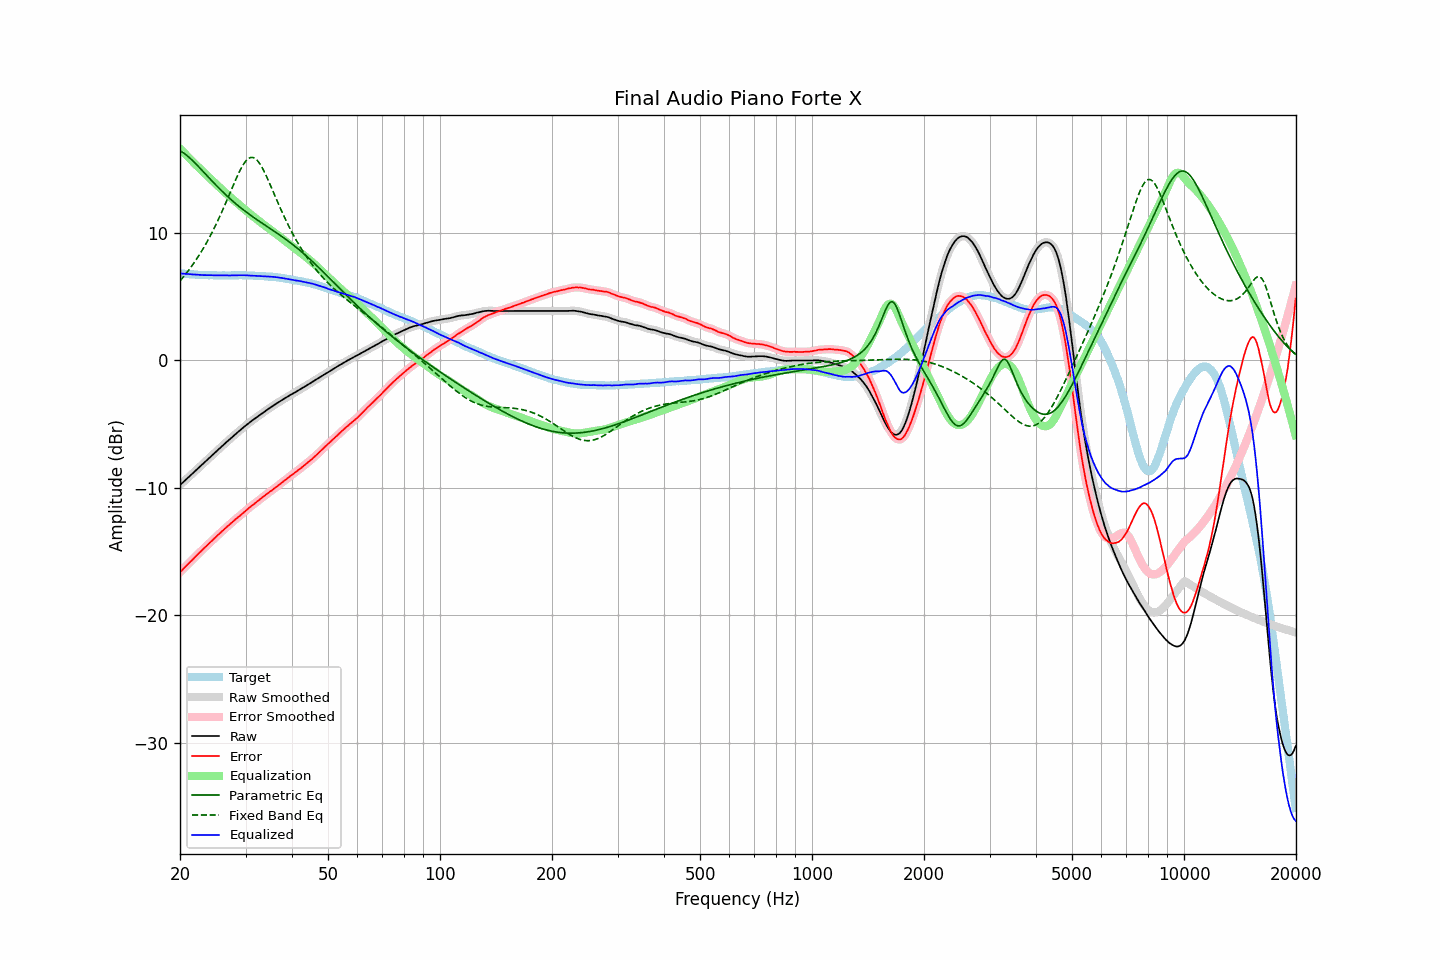 Final Audio Piano Forte X
10
0
−10
−20
−30
Amplitude (dBr)
Target
Raw Smoothed
Error Smoothed
Raw
Error
Equalization
Parametric Eq
Fixed Band Eq
Equalized
20 50 100 200 500 1000 2000 5000 10000 20000
Frequency (Hz)